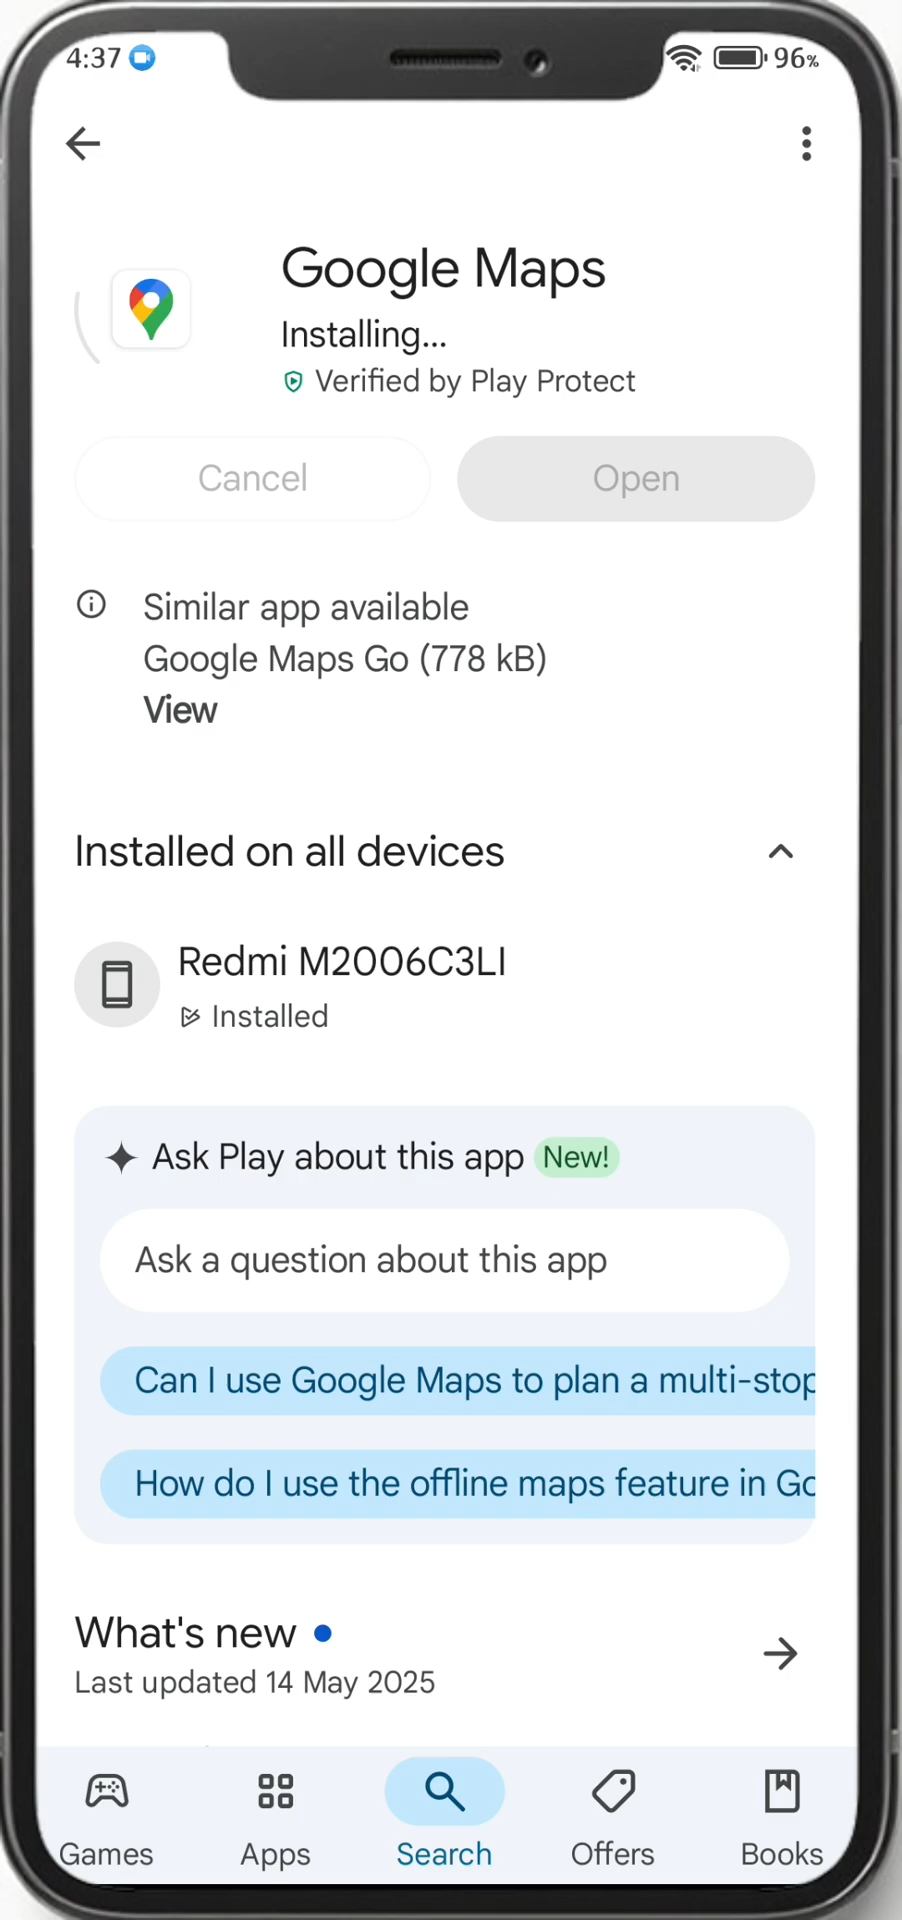 4:37
96%
Google Maps
Installing...
Verified by Play Protect
Cancel
Open
Similar app available
Google Maps Go (778 kB)
View
Installed on all devices
Redmi M2006C3LI
Installed
Ask Play about this app New!
Ask a question about this app
Can I use Google Maps to plan a multi-stop
How do I use the offline maps feature in Go
What's new
Last updated 14 May 2025
Games
Apps
Search
Offers
Books